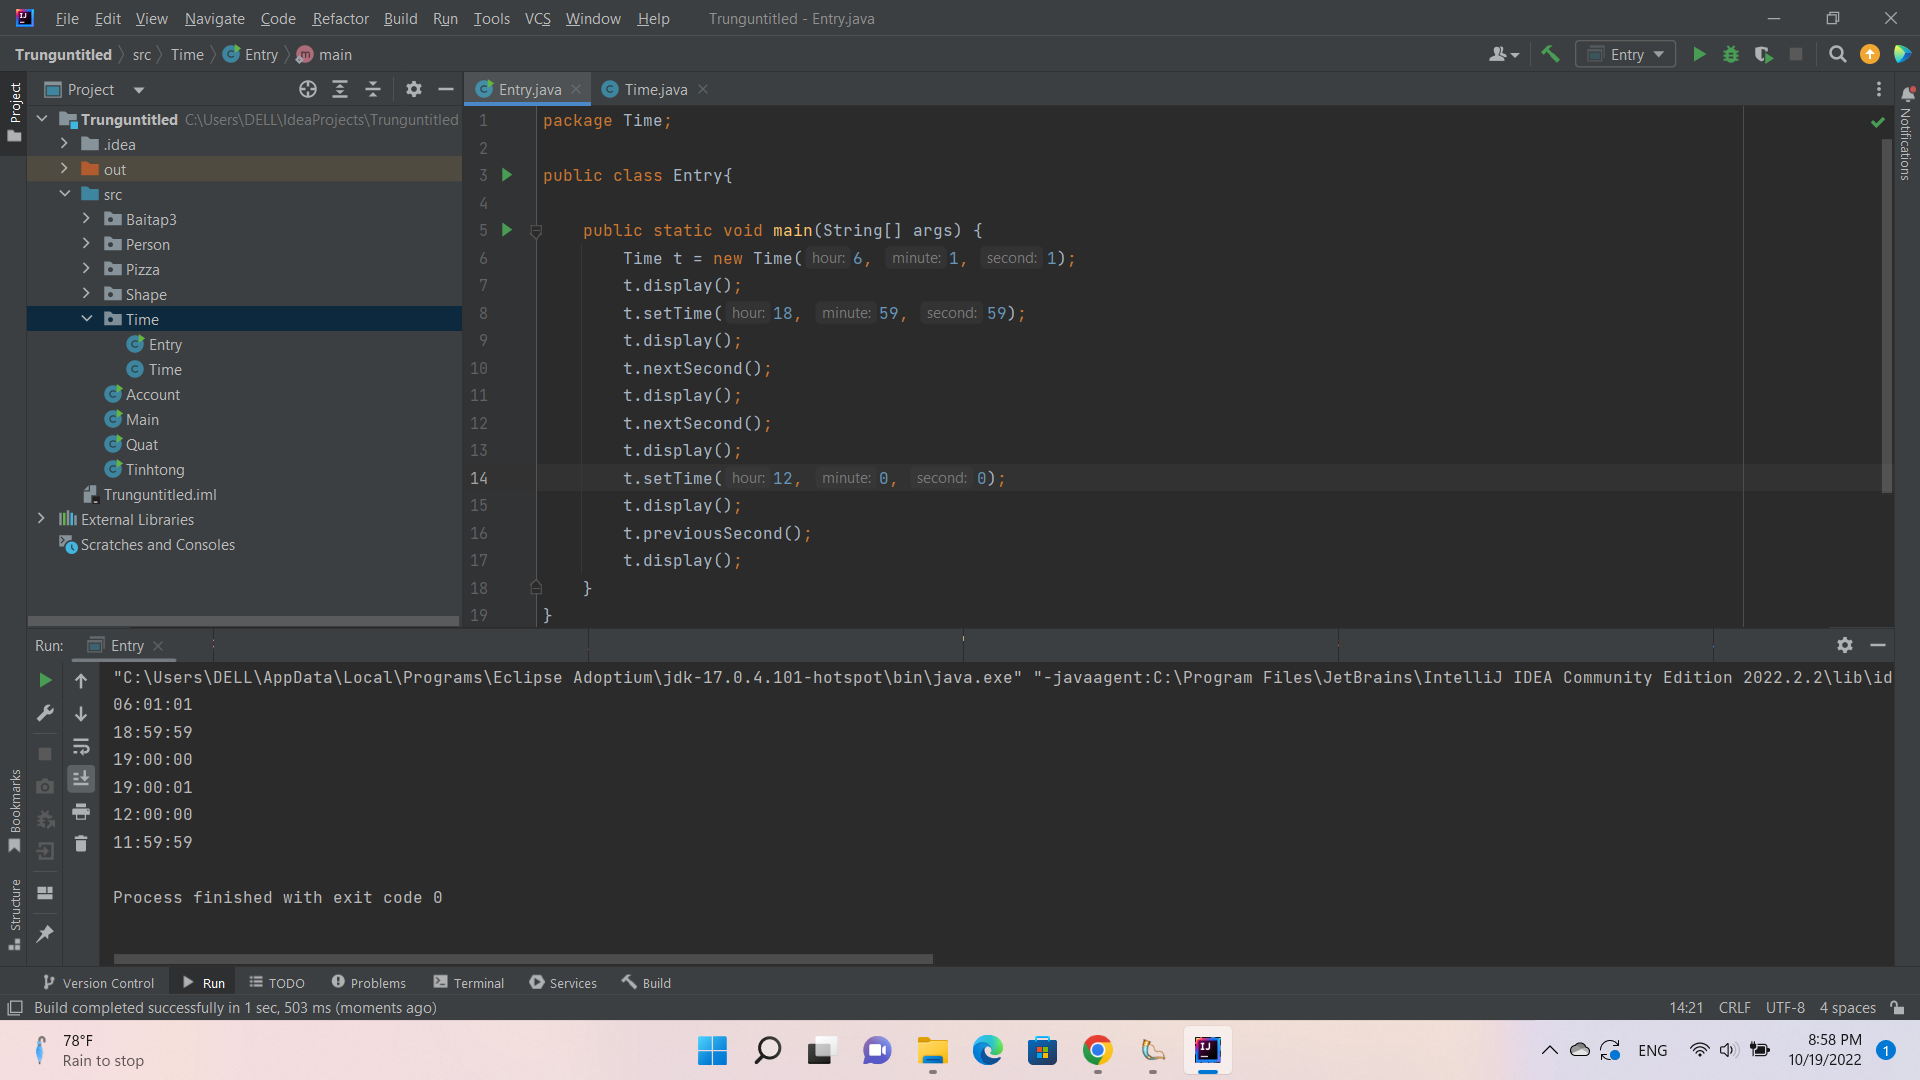 File Edit View Navigate Code Refactor Build Run Tools VCS Window Help Trunguntitled - Entry.java
Trunguntitled src Time Entry main
Entry
Project
Entry.java Time.java
Project
Notifications
Bookmarks
Structure
Trunguntitled C:\Users\DELL\IdeaProjects\Trunguntitled
.idea
out
src
Baitap3
Person
Pizza
Shape
Time
Entry
Time
Account
Main
Quat
Tinhtong
Trunguntitled.iml
External Libraries
Scratches and Consoles
1 package Time;
2
3 public class Entry{
4
5 public static void main(String[] args) {
6 Time t = new Time( hour: 6, minute: 1, second: 1);
7 t.display();
8 t.setTime( hour: 18, minute: 59, second: 59);
9 t.display();
10 t.nextSecond();
11 t.display();
12 t.nextSecond();
13 t.display();
14 t.setTime( hour: 12, minute: 0, second: 0);
15 t.display();
16 t.previousSecond();
17 t.display();
18 }
19 }
Run: Entry
"C:\Users\DELL\AppData\Local\Programs\Eclipse Adoptium\jdk-17.0.4.101-hotspot\bin\java.exe" "-javaagent:C:\Program Files\JetBrains\IntelliJ IDEA Community Edition 2022.2.2\lib\id
06:01:01
18:59:59
19:00:00
19:00:01
12:00:00
11:59:59
Process finished with exit code 0
Version Control Run TODO Problems Terminal Services Build
Build completed successfully in 1 sec, 503 ms (moments ago) 14:21 CRLF UTF-8 4 spaces
78°F
Rain to stop
ENG
8:58 PM
10/19/2022
1